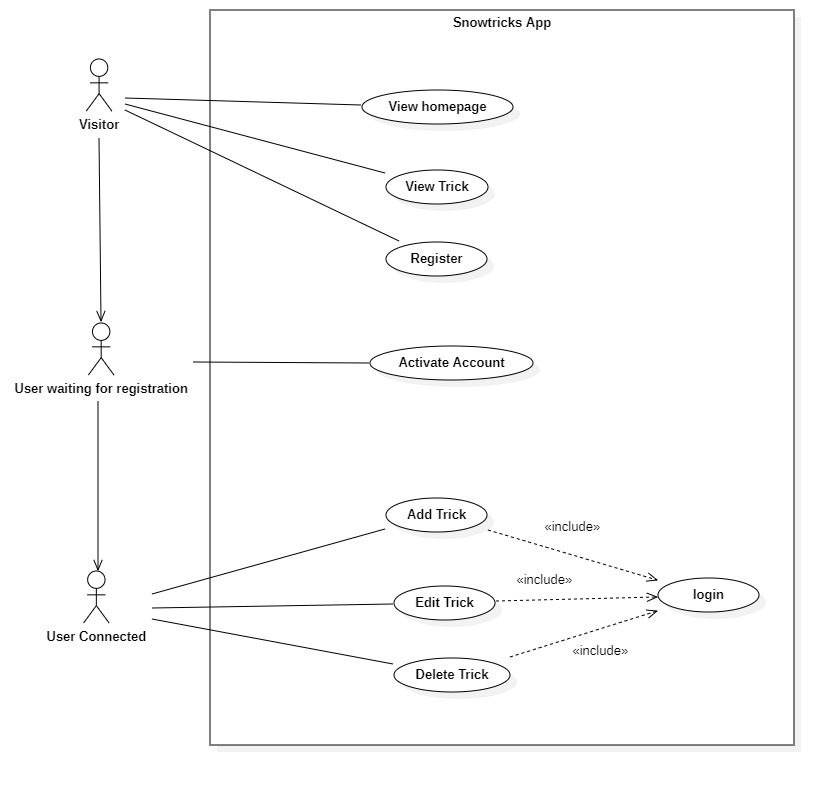 Snowtricks App
Visitor
View homepage
View Trick
Register
User waiting for registration
Activate Account
User Connected
Add Trick
«include»
Edit Trick
«include»
login
Delete Trick
«include»